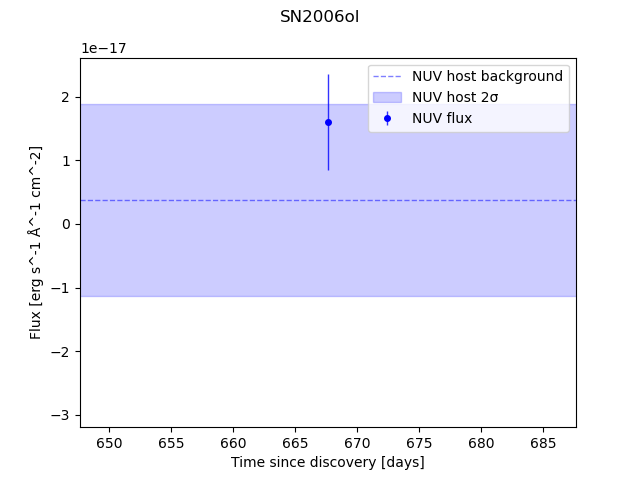 SN2006ol
1e−17
NUV host background
NUV host 2σ
NUV flux
2
1
0
−1
−2
−3
Flux [erg s^-1 Å^-1 cm^-2]
650 655 660 665 670 675 680 685
Time since discovery [days]